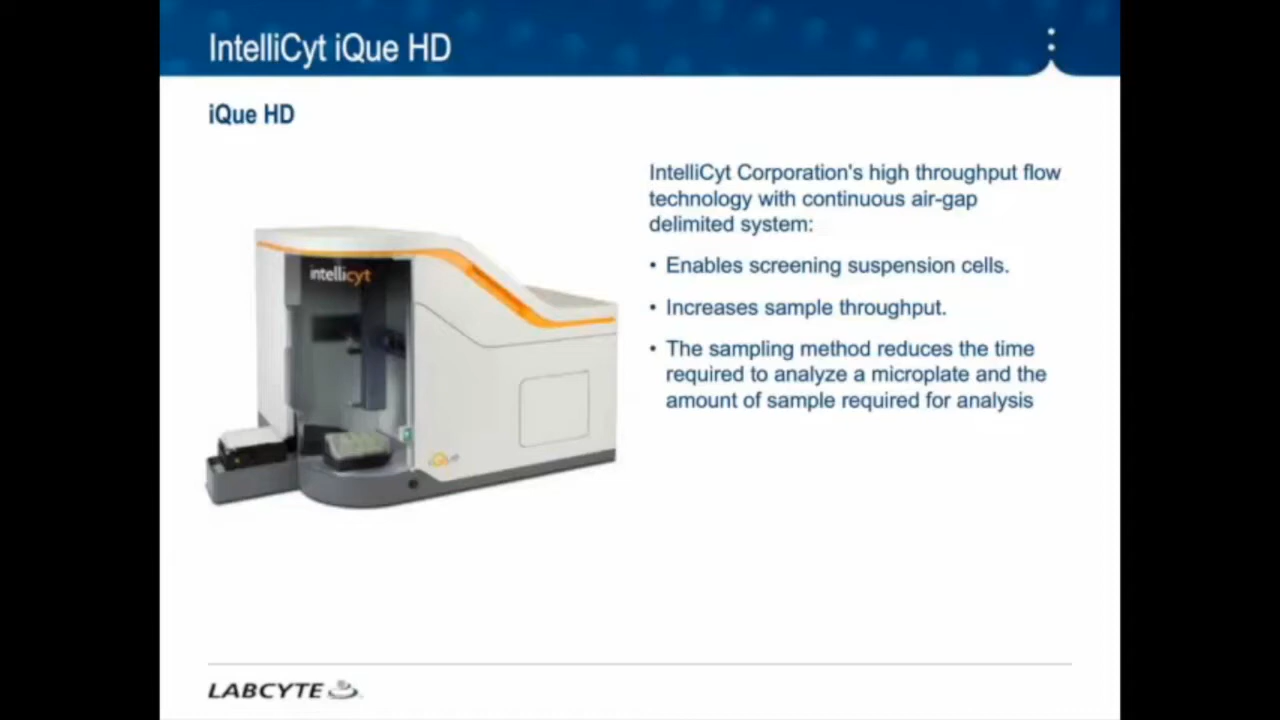 IntelliCyt iQue HD
iQue HD
IntelliCyt Corporation's high throughput flow
technology with continuous air-gap
delimited system:
• Enables screening suspension cells.
• Increases sample throughput.
• The sampling method reduces the time
required to analyze a microplate and the
amount of sample required for analysis
intellicyt
LABCYTE